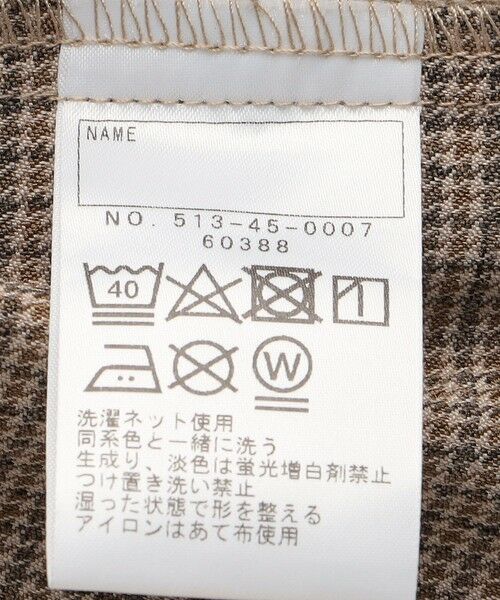 NAME
NO. 513-45-0007
60388
40
W
洗濯ネット使用
同系色と一緒に洗う
生成り、淡色は蛍光増白剤禁止
つけ置き洗い禁止
湿った状態で形を整える
アイロンはあて布使用